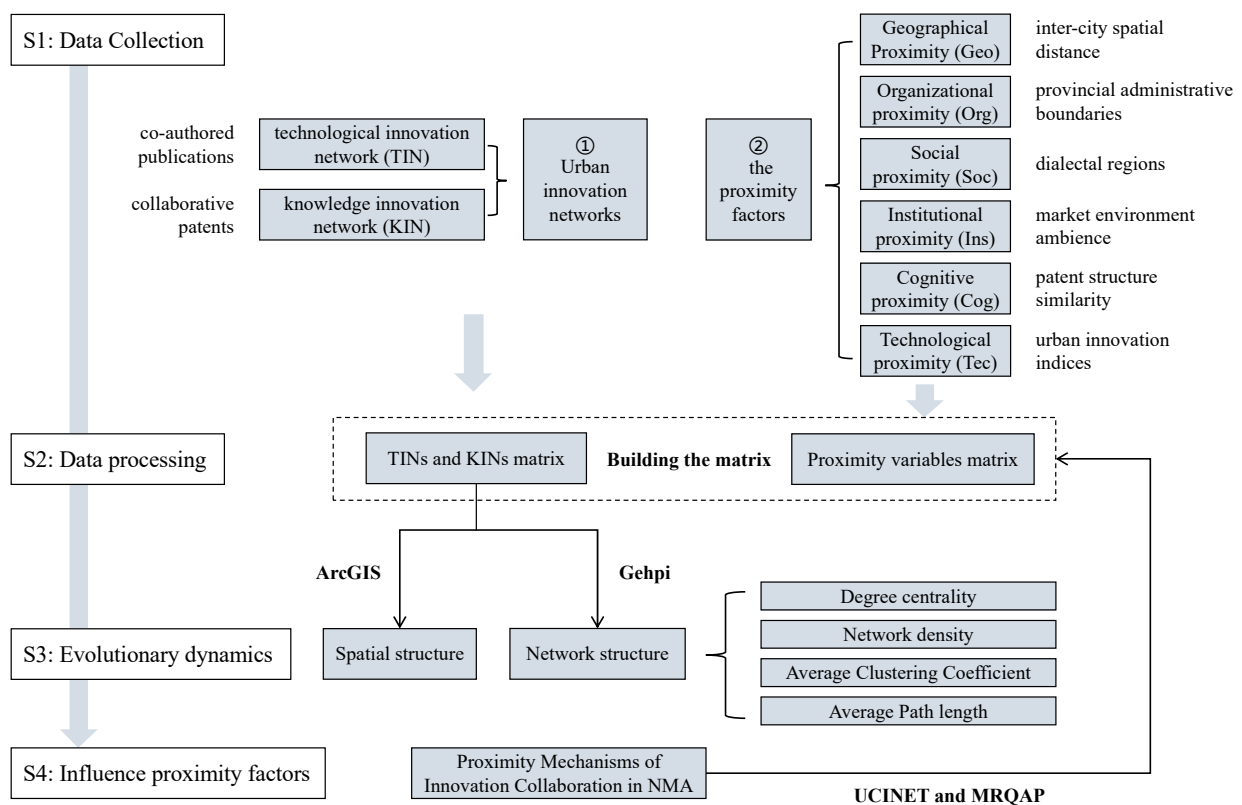 S1: Data Collection
co-authored
publications
technological innovation
network (TIN)
collaborative
patents
knowledge innovation
network (KIN)
①
Urban
innovation
networks
②
the
proximity
factors
Geographical
Proximity (Geo)
inter-city spatial
distance
Organizational
proximity (Org)
provincial administrative
boundaries
Social
proximity (Soc)
dialectal regions
Institutional
proximity (Ins)
market environment
ambience
Cognitive
proximity (Cog)
patent structure
similarity
Technological
proximity (Tec)
urban innovation
indices
S2: Data processing
TINs and KINs matrix
Building the matrix
Proximity variables matrix
ArcGIS
Gehpi
S3: Evolutionary dynamics
Spatial structure
Network structure
Degree centrality
Network density
Average Clustering Coefficient
Average Path length
S4: Influence proximity factors
Proximity Mechanisms of
Innovation Collaboration in NMA
UCINET and MRQAP